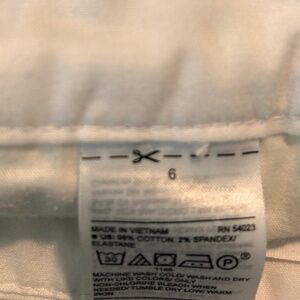 6
MADE IN VIETNAM
RN 54023
■ US: 98% COTTON, 2% SPANDEX/
ELASTANE
30
P
MACHINE WASH COLD/ WASH AND DRY
WITH LIKE COLORS/ ONLY
NON-CHLORINE BLEACH WHEN
NEEDED/ TUMBLE DRY LOW/ WARM
IRON